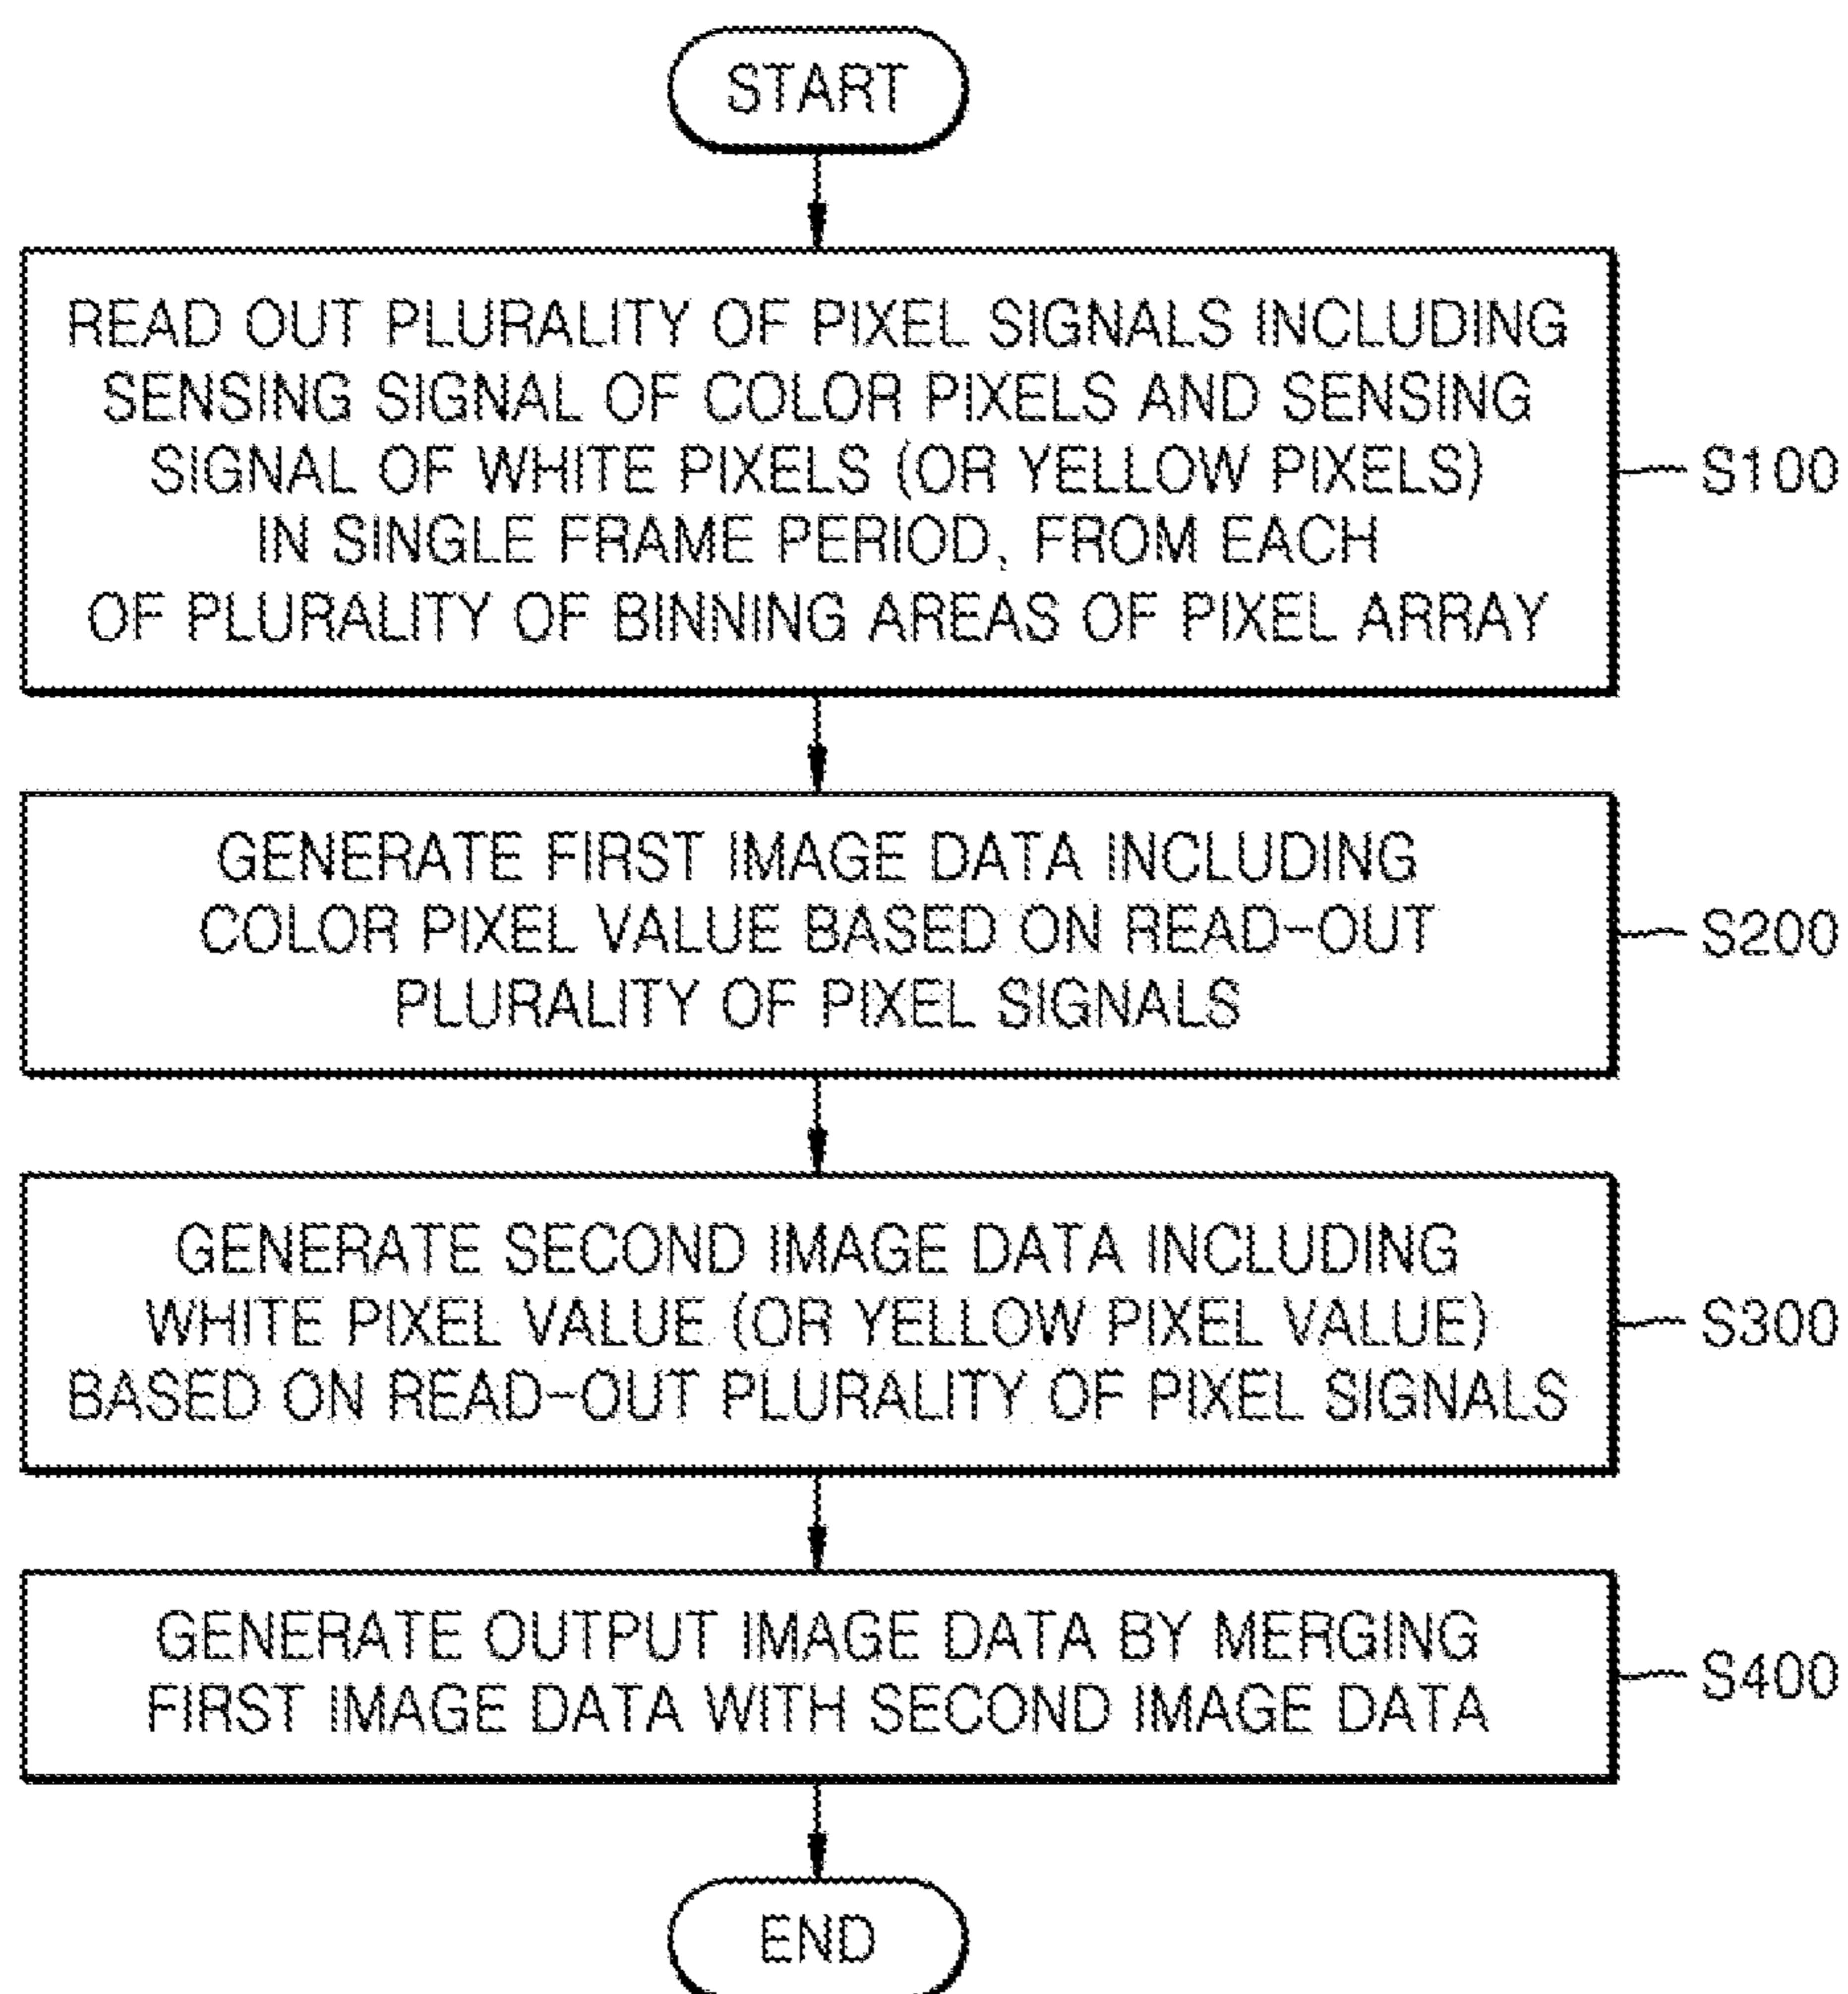 START
READ OUT PLURALITY OF PIXEL SIGNALS INCLUDING
SENSING SIGNAL OF COLOR PIXELS AND SENSING
SIGNAL OF WHITE PIXELS (OR YELLOW PIXELS)
IN SINGLE FRAME PERIOD, FROM EACH
OF PLURALITY OF BINNING AREAS OF PIXEL ARRAY
S100
GENERATE FIRST IMAGE DATA INCLUDING
COLOR PIXEL VALUE BASED ON READ-OUT
PLURALITY OF PIXEL SIGNALS
S200
GENERATE SECOND IMAGE DATA INCLUDING
WHITE PIXEL VALUE (OR YELLOW PIXEL VALUE)
BASED ON READ-OUT PLURALITY OF PIXEL SIGNALS
S300
GENERATE OUTPUT IMAGE DATA BY MERGING
FIRST IMAGE DATA WITH SECOND IMAGE DATA
S400
END